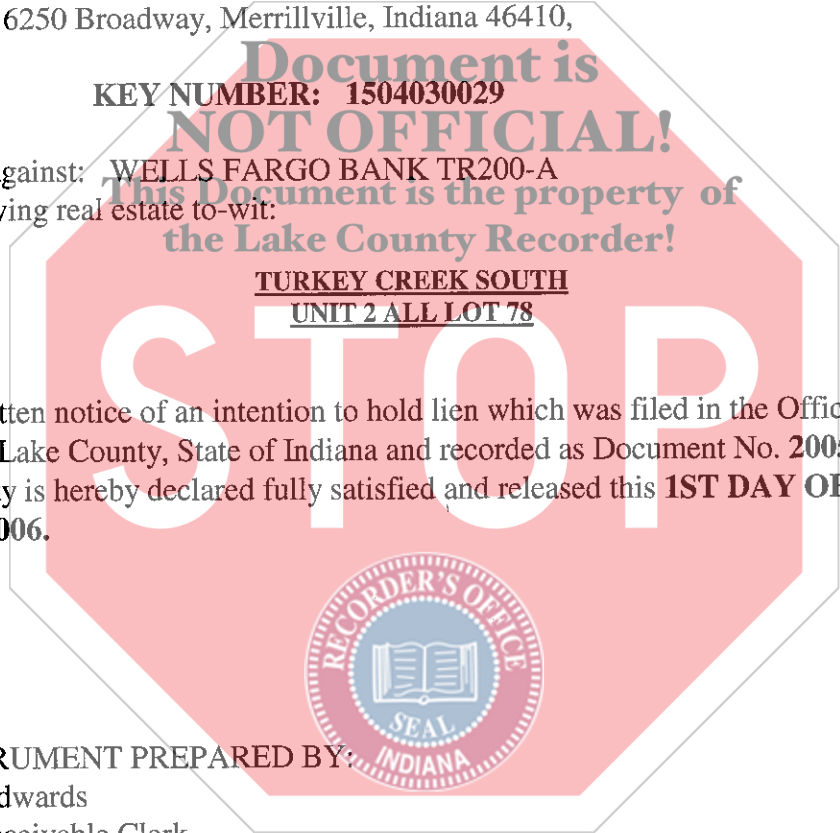 6250 Broadway, Merrillville, Indiana 46410,
Document is
KEY NUMBER: 1504030029
NOT OFFICIAL!
gainst: WELLS FARGO BANK TR200-A
This Document is the property of
ving real estate to-wit:
the Lake County Recorder!
TURKEY CREEK SOUTH
UNIT 2 ALL LOT 78
STOP
tten notice of an intention to hold lien which was filed in the Offic
Lake County, State of Indiana and recorded as Document No. 200
y is hereby declared fully satisfied and released this 1ST DAY OF
006.
RECORDER'S OFFICE
SEAL
INDIANA
RUMENT PREPARED BY:
dwards
ceivable Clerk